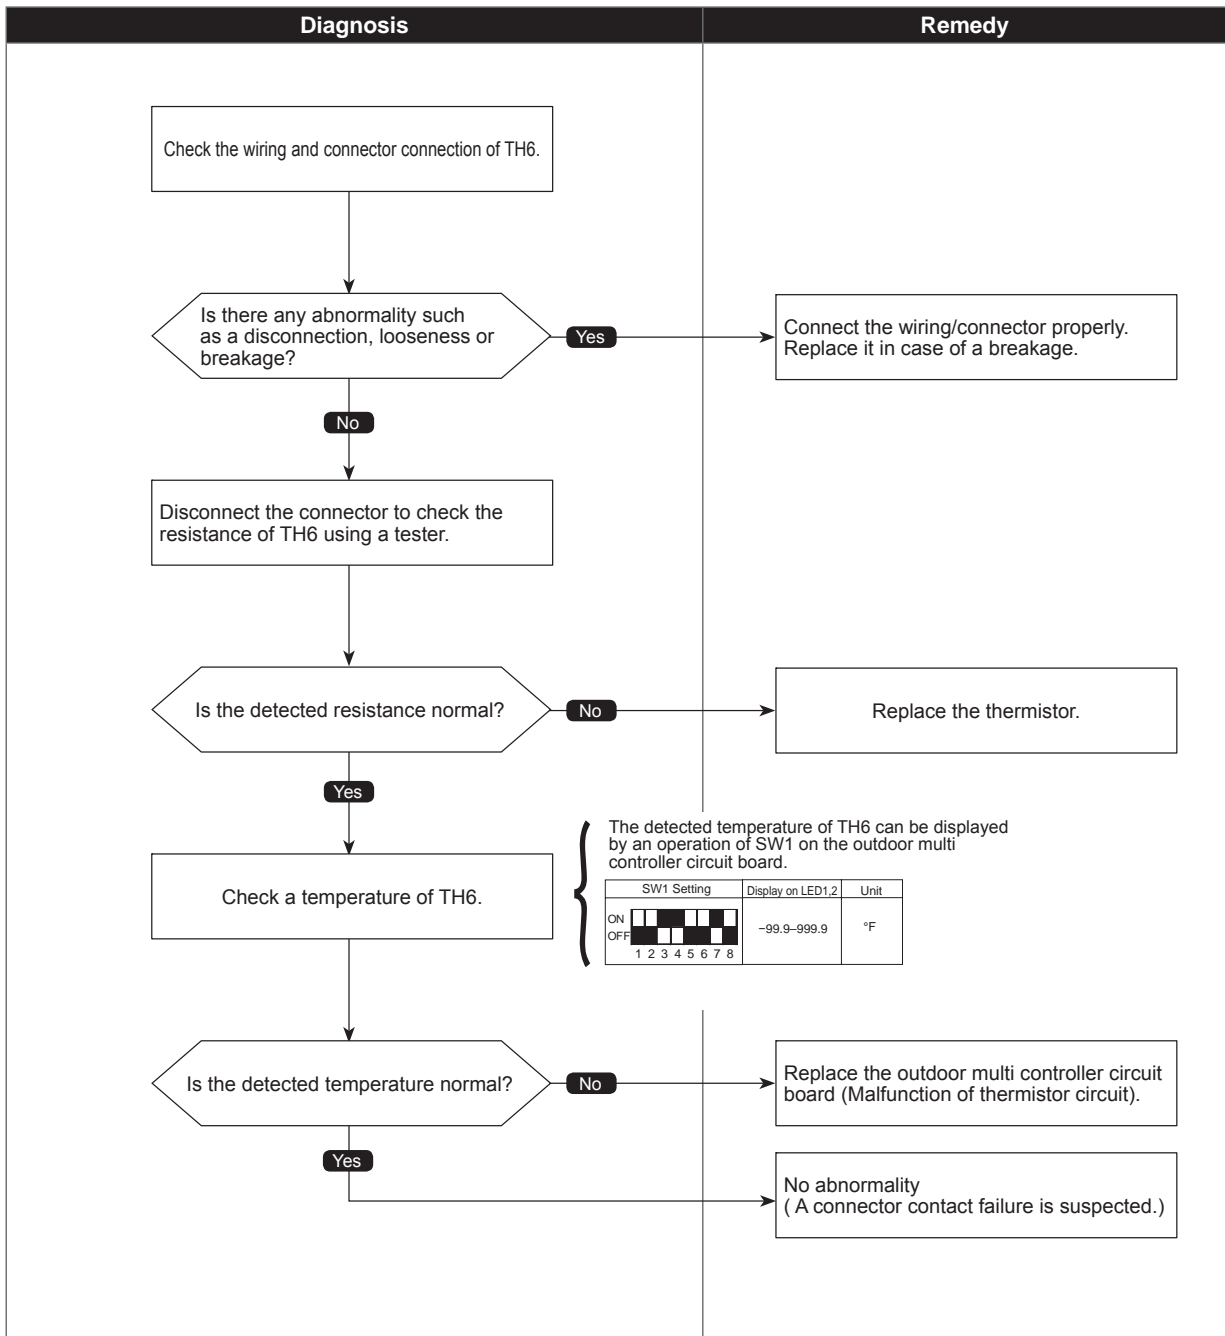 Diagnosis
Remedy
Check the wiring and connector connection of TH6.
Is there any abnormality such
as a disconnection, looseness or
breakage?
Yes
Connect the wiring/connector properly.
Replace it in case of a breakage.
No
Disconnect the connector to check the
resistance of TH6 using a tester.
Is the detected resistance normal?
No
Replace the thermistor.
Yes
The detected temperature of TH6 can be displayed
by an operation of SW1 on the outdoor multi
controller circuit board.
Check a temperature of TH6.
SW1 Setting
Display on LED1,2
Unit
ON
OFF
1 2 3 4 5 6 7 8
−99.9–999.9
°F
Is the detected temperature normal?
No
Replace the outdoor multi controller circuit
board (Malfunction of thermistor circuit).
Yes
No abnormality
( A connector contact failure is suspected.)